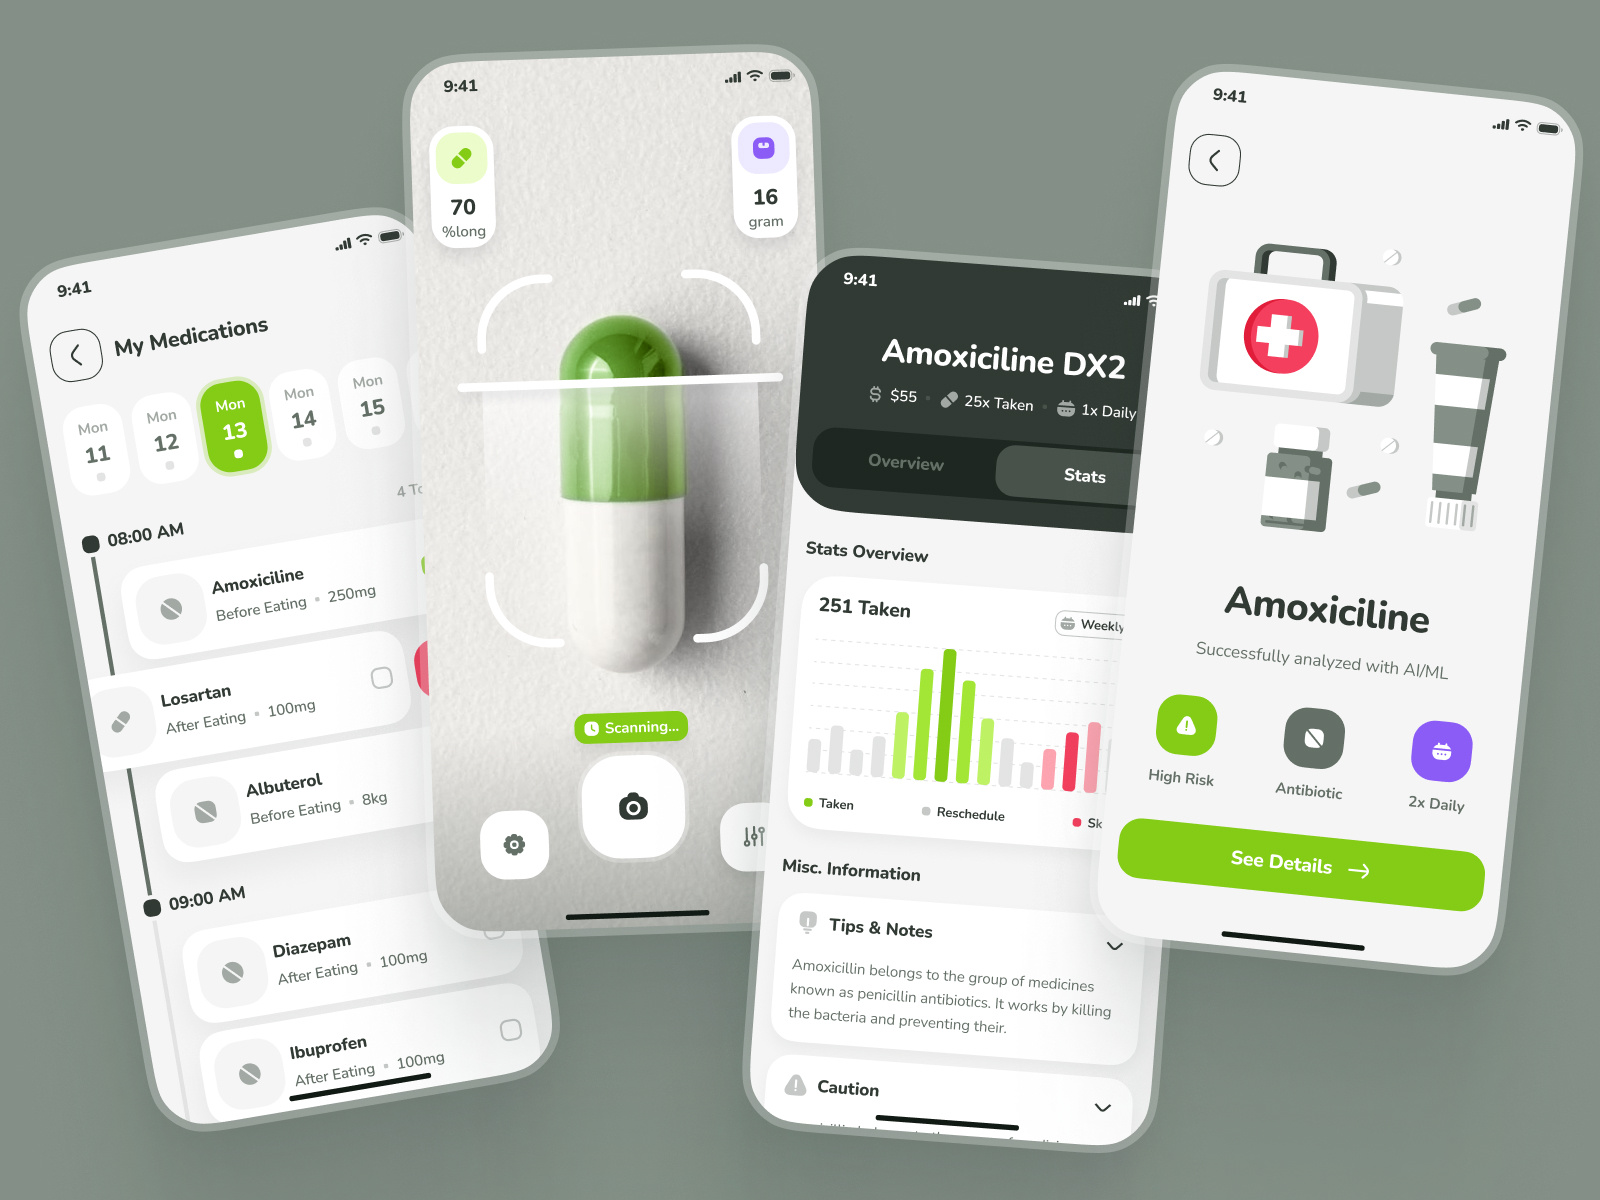 9:41
My Medications
Mon
11
Mon
12
Mon
13
Mon
14
Mon
15
08:00 AM
Amoxiciline
Before Eating • 250mg
Losartan
After Eating • 100mg
Albuterol
Before Eating • 8kg
09:00 AM
Diazepam
After Eating • 100mg
Ibuprofen
After Eating • 100mg
9:41
70
%long
16
gram
Scanning...
9:41
Amoxiciline DX2
$55 • 25x Taken • 1x Daily
Overview
Stats
Stats Overview
251 Taken
Weekly
Taken
Reschedule
Misc. Information
Tips & Notes
Amoxicillin belongs to the group of medicines
known as penicillin antibiotics. It works by killing
the bacteria and preventing their.
Caution
9:41
Amoxiciline
Successfully analyzed with AI/ML
High Risk
Antibiotic
2x Daily
See Details